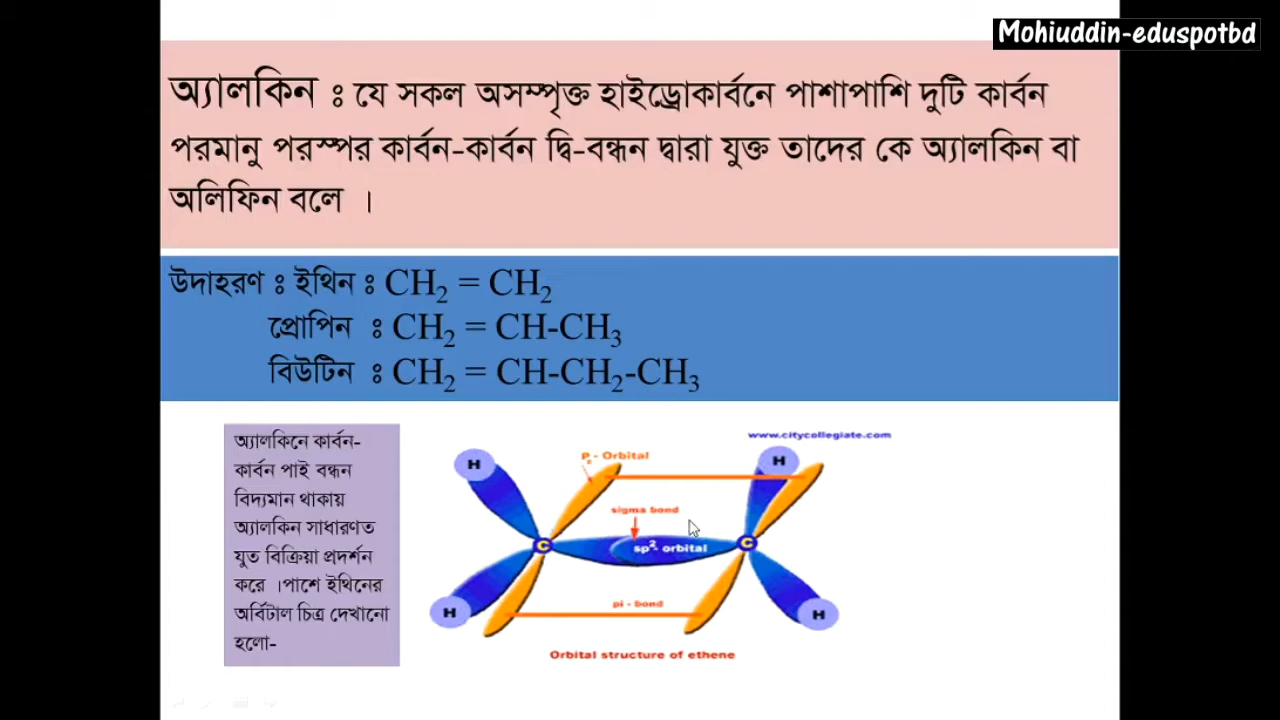 Mohiuddin-eduspotbd
অ্যালকিন ঃ যে সকল অসম্পৃক্ত হাইড্রোকার্বনে পাশাপাশি দুটি কার্বন
পরমানু পরস্পর কার্বন-কার্বন দ্বি-বন্ধন দ্বারা যুক্ত তাদের কে অ্যালকিন বা
অলিফিন বলে ।
উদাহরণ ঃ ইথিন ঃ CH₂ = CH₂
প্রোপিন ঃ CH₂ = CH-CH₃
বিউটিন ঃ CH₂ = CH-CH₂-CH₃
অ্যালকিনে কার্বন-
কার্বন পাই বন্ধন
বিদ্যমান থাকায়
অ্যালকিন সাধারণত
যুত বিক্রিয়া প্রদর্শন
করে ।পাশে ইথিনের
অর্বিটাল চিত্র দেখানো
হলো-
www.citycollegiate.com
H
P₂ - Orbital
H
sigma bond
C
sp² - orbital
C
H
pi - bond
H
Orbital structure of ethene